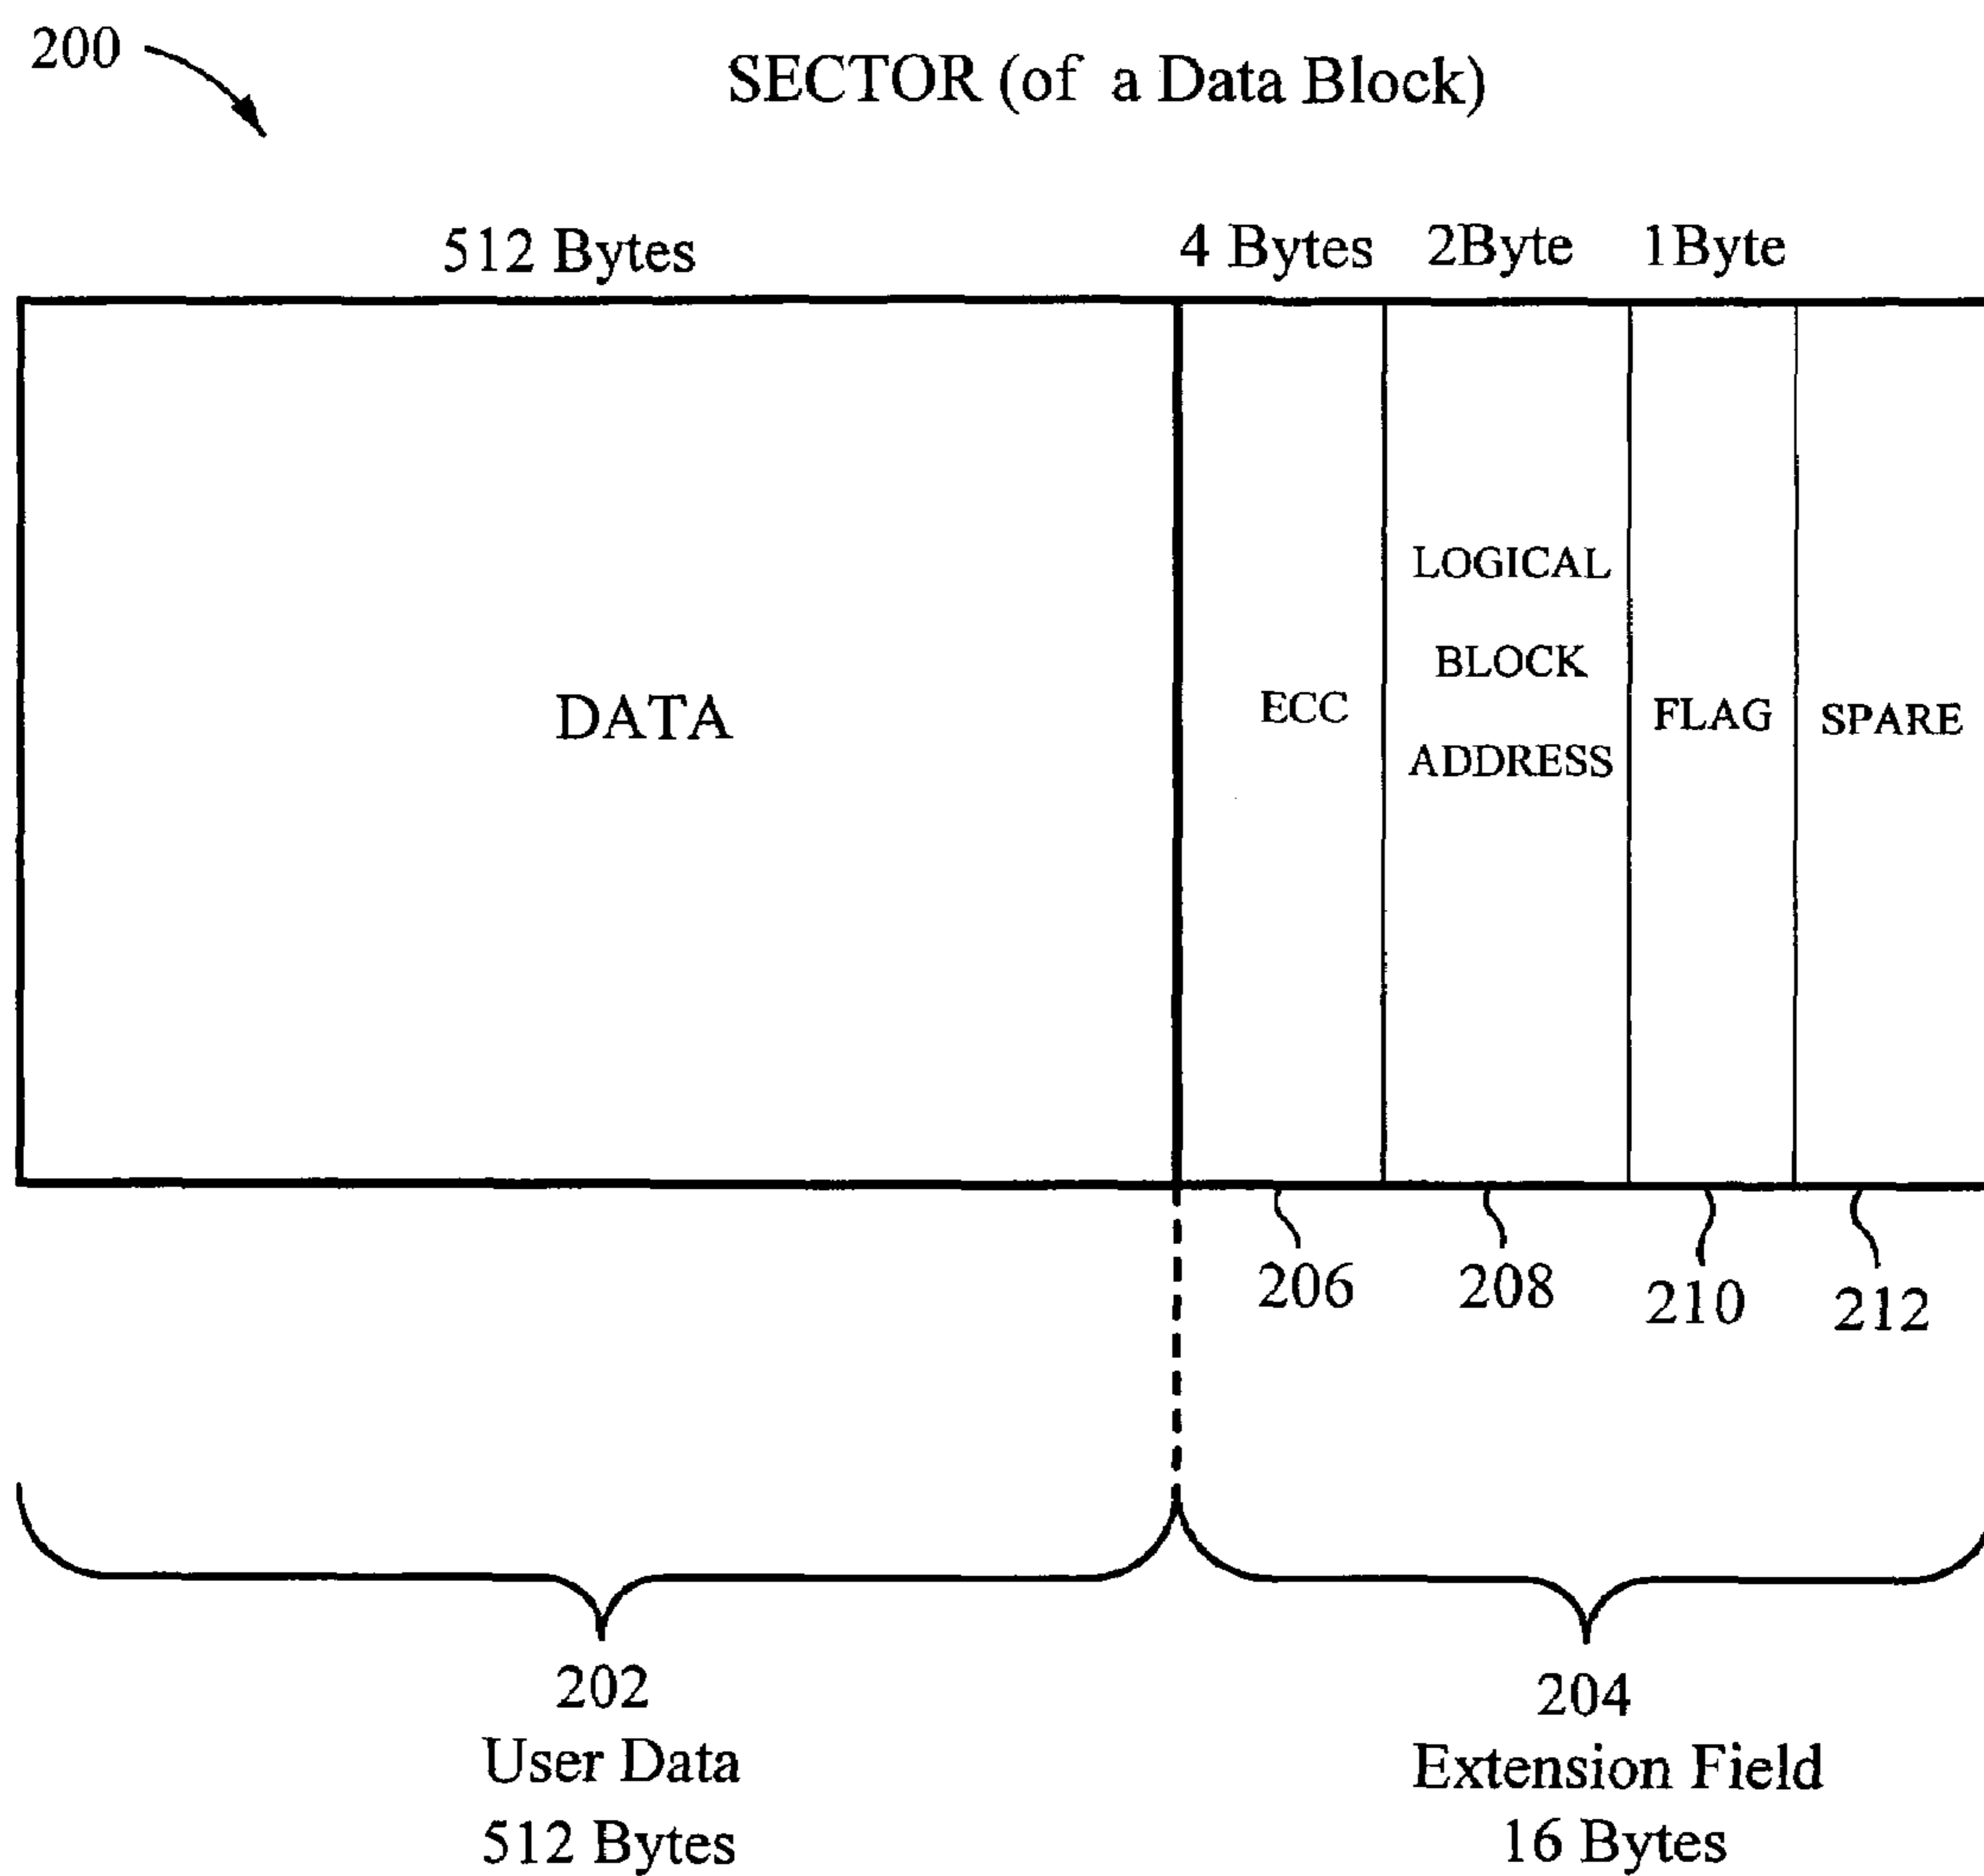 200
SECTOR (of a Data Block)
512 Bytes
4 Bytes
2Byte
1Byte
DATA
ECC
LOGICAL
BLOCK
ADDRESS
FLAG
SPARE
206
208
210
212
202
User Data
512 Bytes
204
Extension Field
16 Bytes